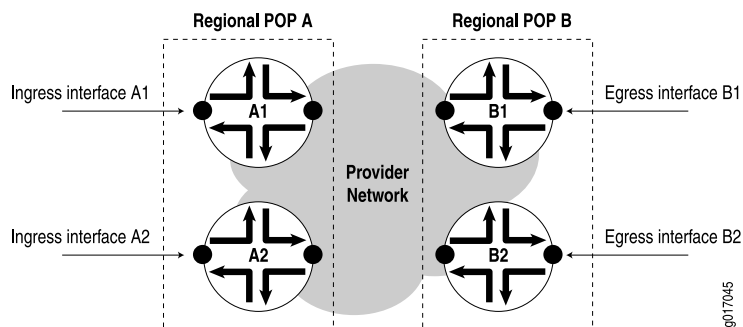 Regional POP A
Regional POP B
Ingress interface A1
A1
B1
Egress interface B1
Provider
Network
Ingress interface A2
A2
B2
Egress interface B2
g017045